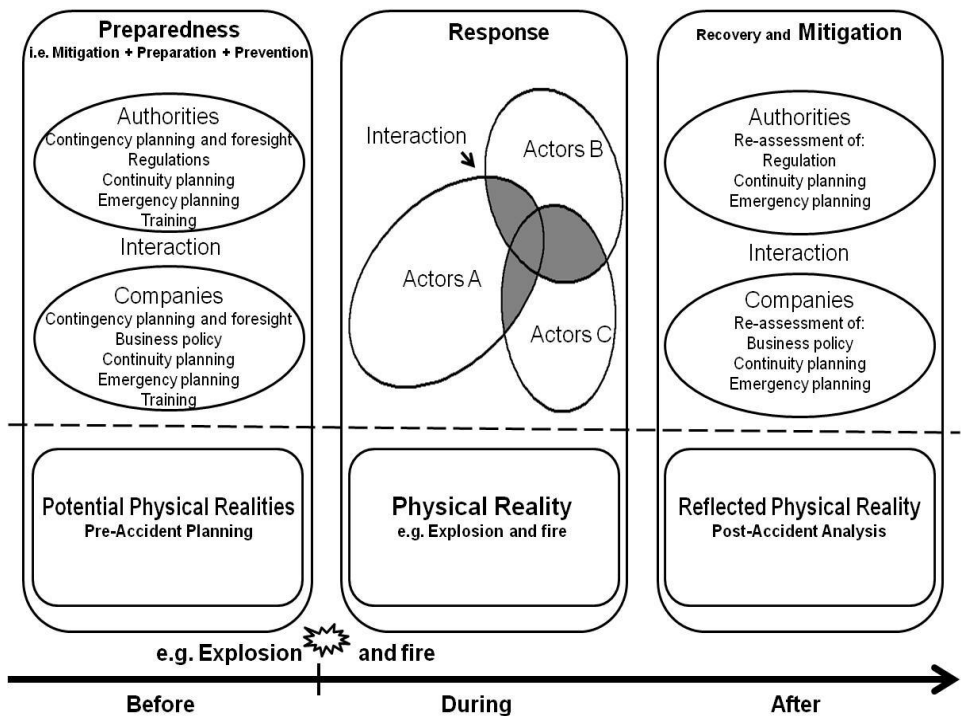 Preparedness
i.e. Mitigation + Preparation + Prevention
Authorities
Contingency planning and foresight
Regulations
Continuity planning
Emergency planning
Training
Interaction
Companies
Contingency planning and foresight
Business policy
Continuity planning
Emergency planning
Training
Potential Physical Realities
Pre-Accident Planning
Response
Interaction
Actors B
Actors A
Actors C
Physical Reality
e.g. Explosion and fire
Recovery and Mitigation
Authorities
Re-assessment of:
Regulation
Continuity planning
Emergency planning
Interaction
Companies
Re-assessment of:
Business policy
Continuity planning
Emergency planning
Reflected Physical Reality
Post-Accident Analysis
e.g. Explosion and fire
Before
During
After